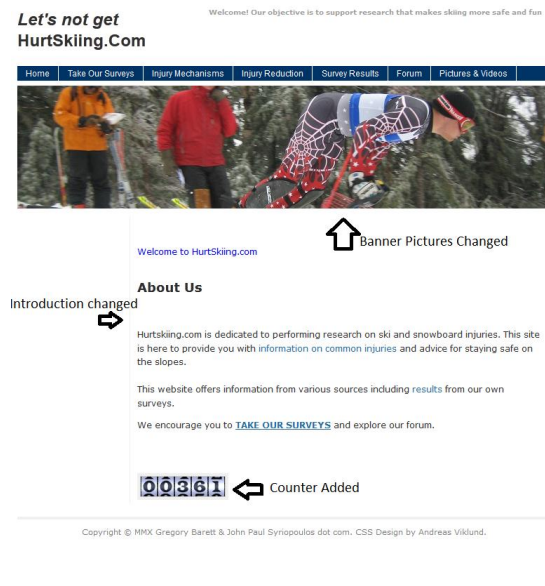 Welcome! Our objective is to support research that makes skiing more safe and fun
Let's not get
HurtSkiing.Com
Home Take Our Surveys Injury Mechanisms Injury Reduction Survey Results Forum Pictures & Videos
Banner Pictures Changed
Welcome to HurtSkiing.com
About Us
Introduction changed
Hurtskiing.com is dedicated to performing research on ski and snowboard injuries. This site
is here to provide you with information on common injuries and advice for staying safe on
the slopes.
This website offers information from various sources including results from our own
surveys.
We encourage you to TAKE OUR SURVEYS and explore our forum.
00361
Counter Added
Copyright © MMX Gregory Barett & John Paul Syriopoulos dot com. CSS Design by Andreas Viklund.